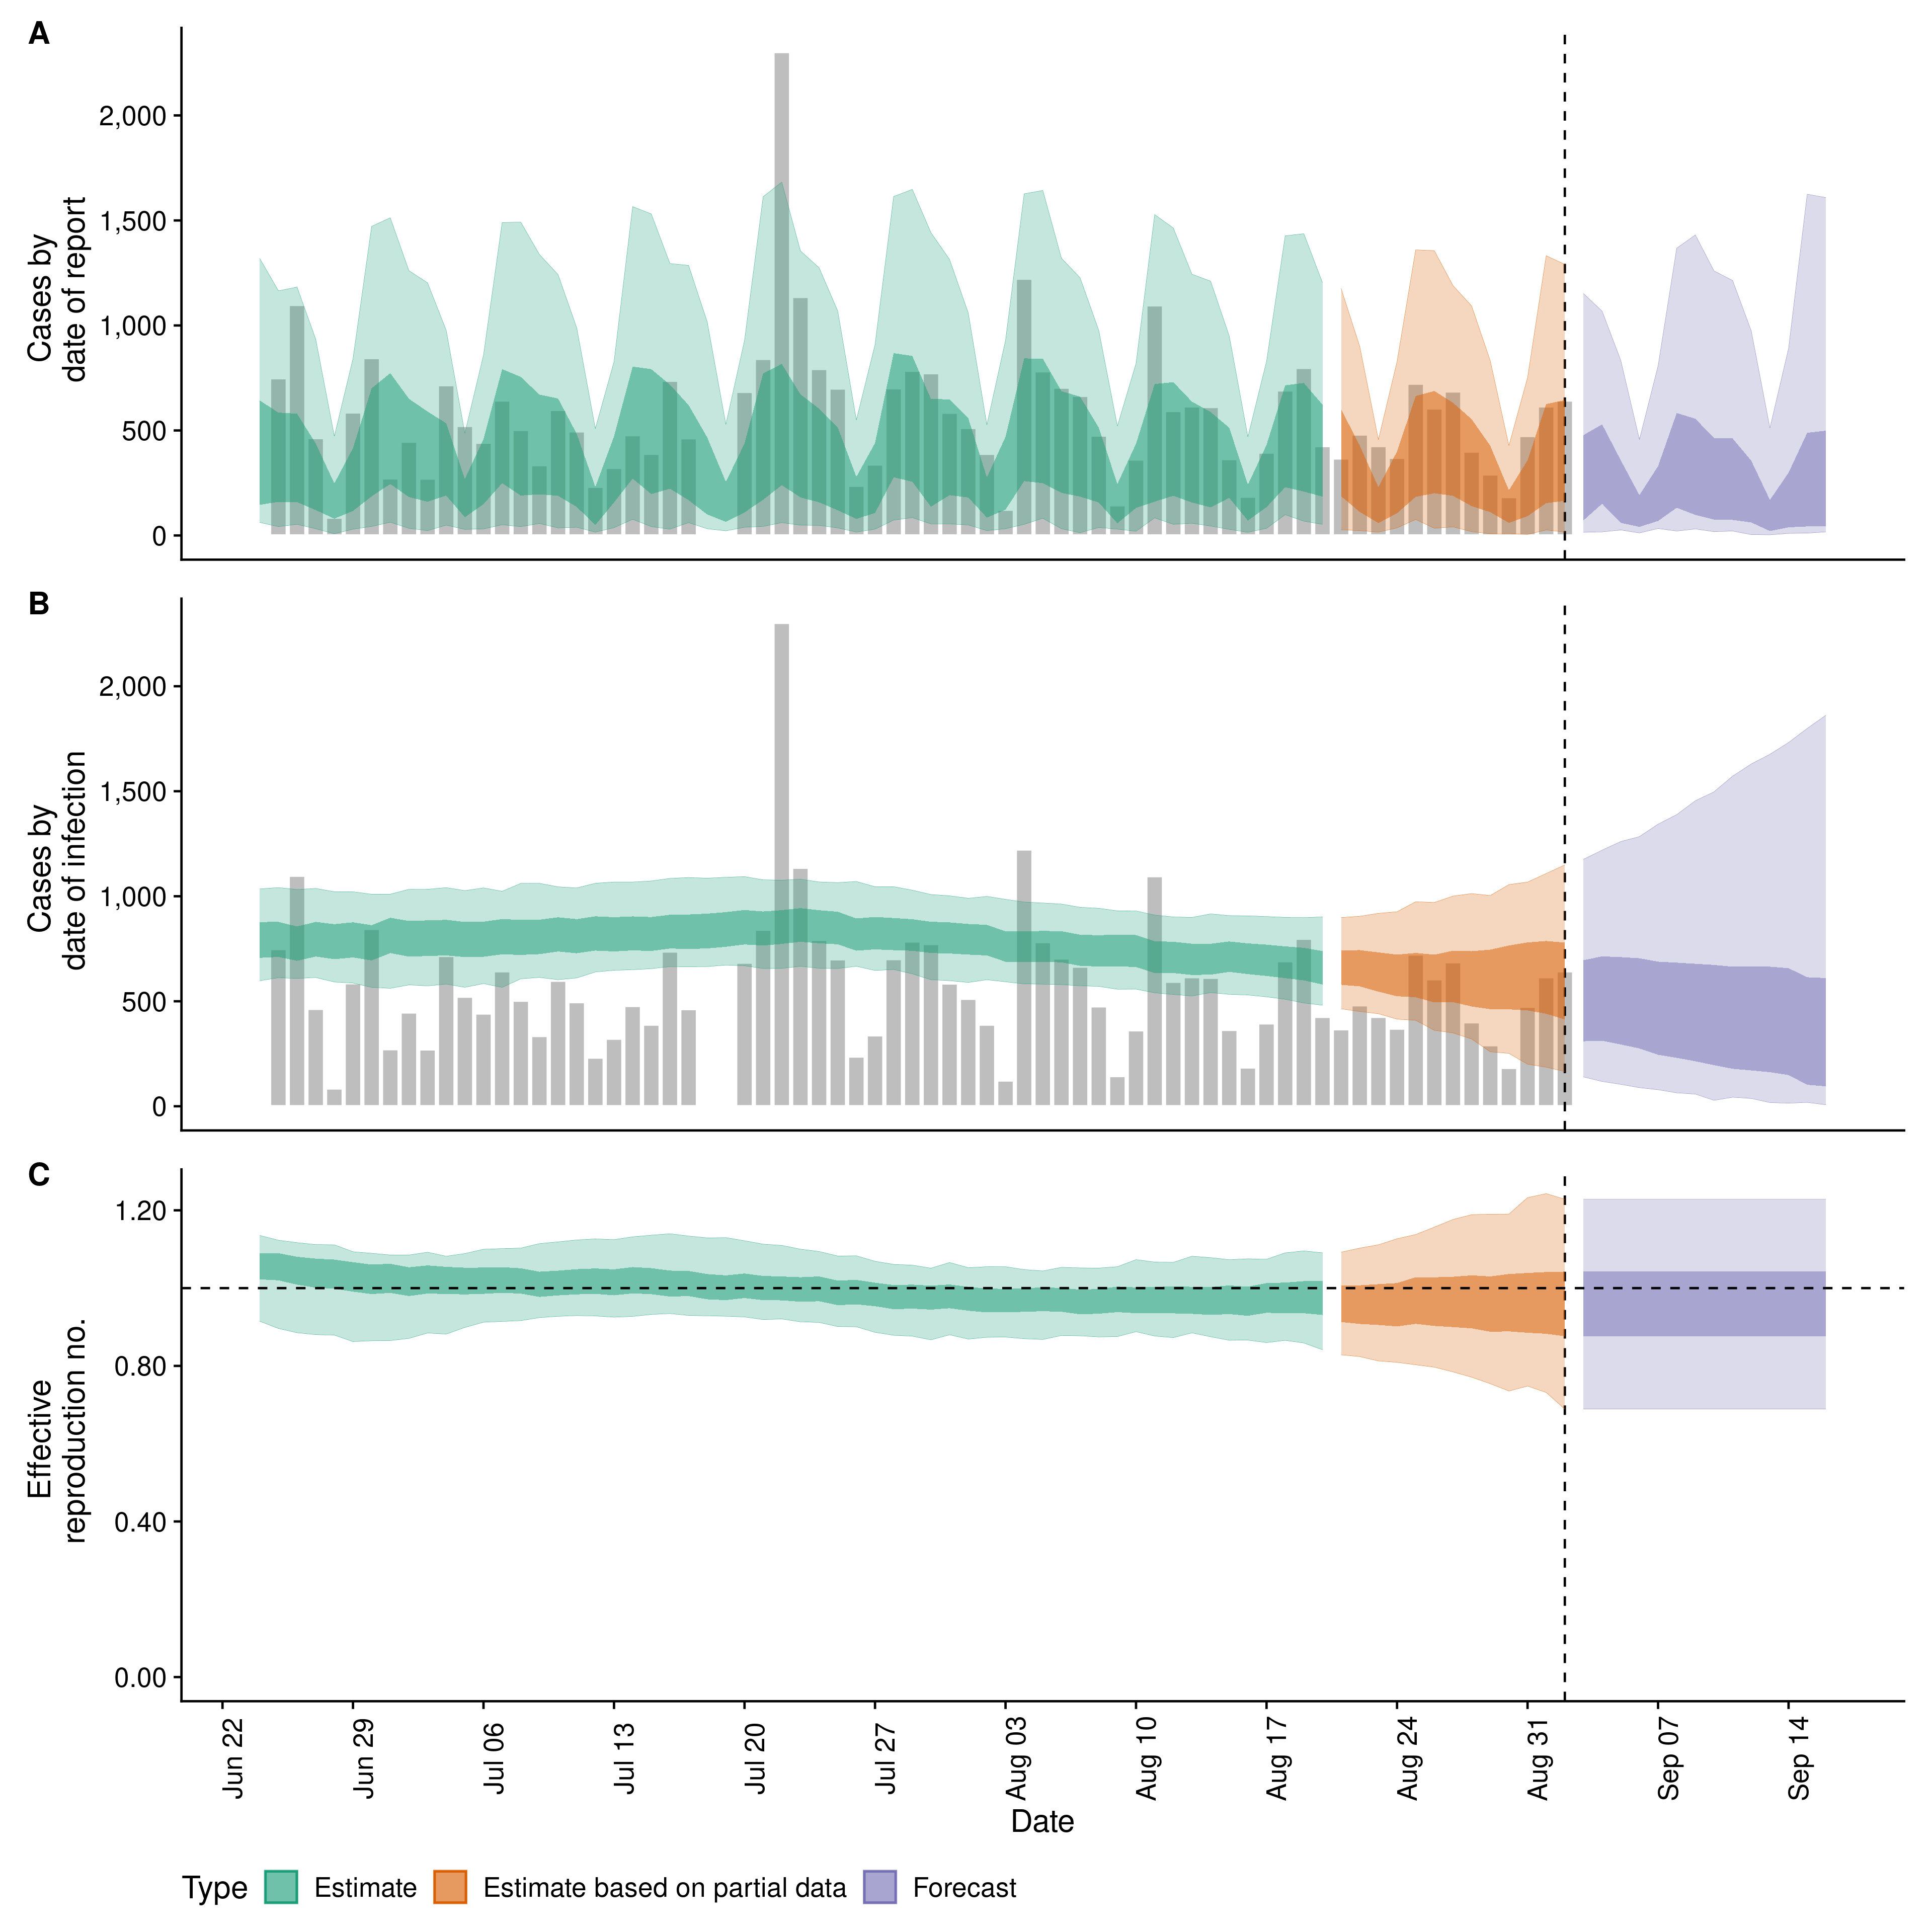 A
Cases by
date of report
2,000
1,500
1,000
500
0
B
Cases by
date of infection
2,000
1,500
1,000
500
0
C
Effective
reproduction no.
1.20
0.80
0.40
0.00
Jun 22
Jun 29
Jul 06
Jul 13
Jul 20
Jul 27
Aug 03
Aug 10
Aug 17
Aug 24
Aug 31
Sep 07
Sep 14
Date
Type Estimate Estimate based on partial data Forecast